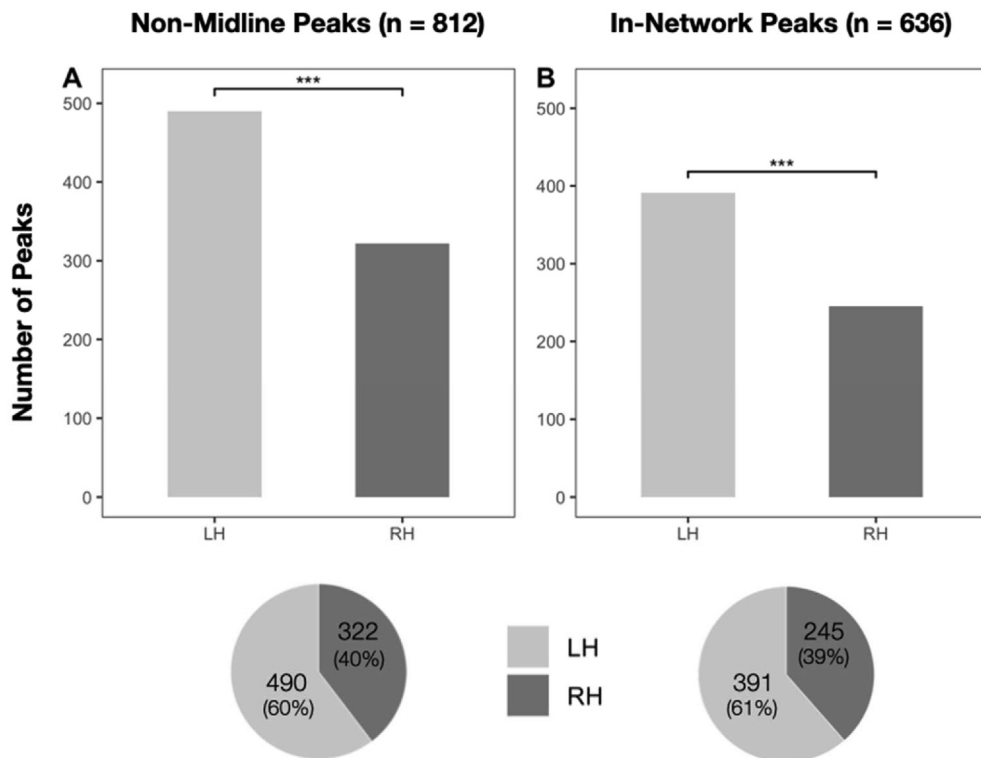 Non-Midline Peaks (n = 812)
In-Network Peaks (n = 636)
A
***
500
400
300
200
100
0
LH
RH
Number of Peaks
B
***
500
400
300
200
100
0
LH
RH
322
(40%)
490
(60%)
LH
RH
245
(39%)
391
(61%)